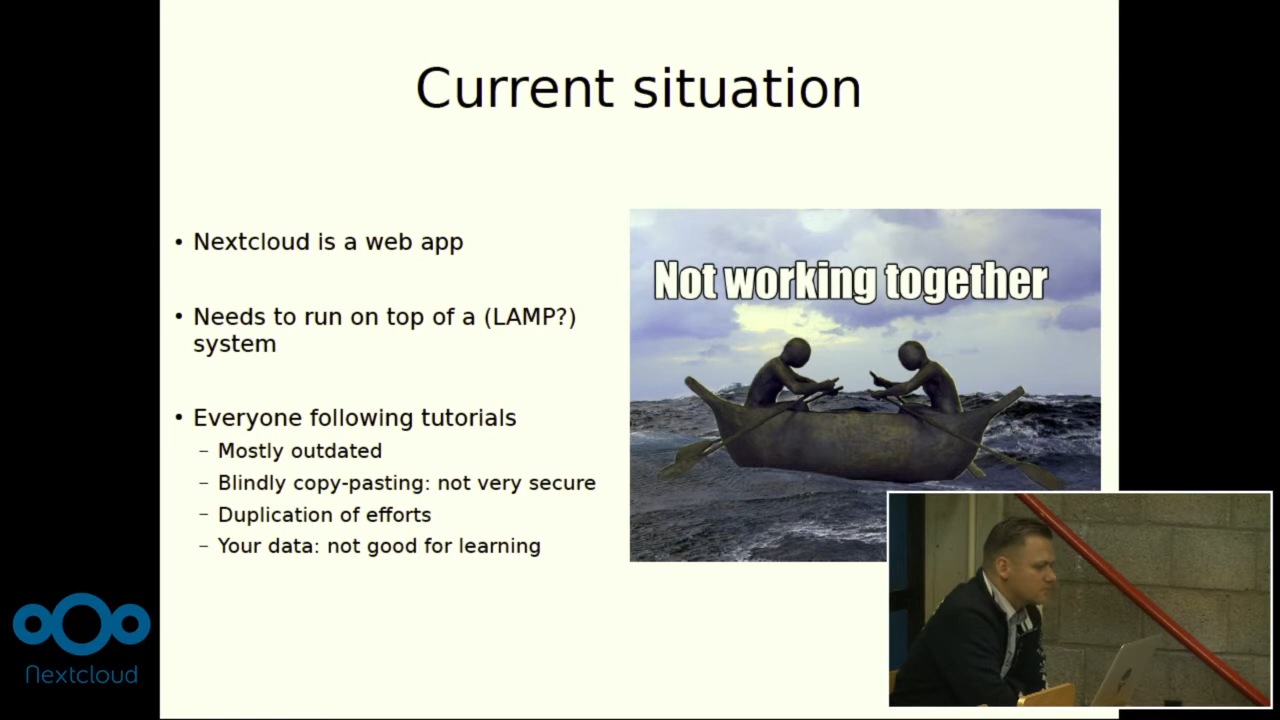 Current situation
• Nextcloud is a web app
• Needs to run on top of a (LAMP?)
system
• Everyone following tutorials
– Mostly outdated
– Blindly copy-pasting: not very secure
– Duplication of efforts
– Your data: not good for learning
Not working together
Nextcloud